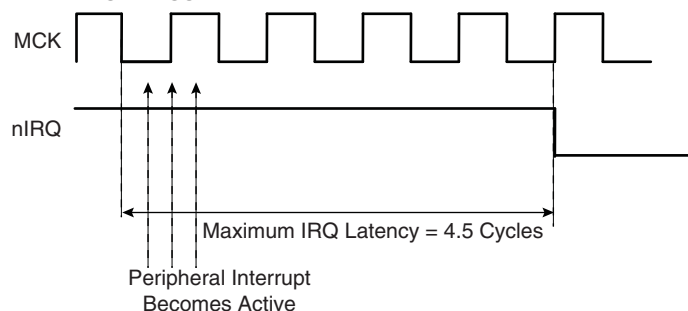 MCK
nIRQ
Maximum IRQ Latency = 4.5 Cycles
Peripheral Interrupt
Becomes Active